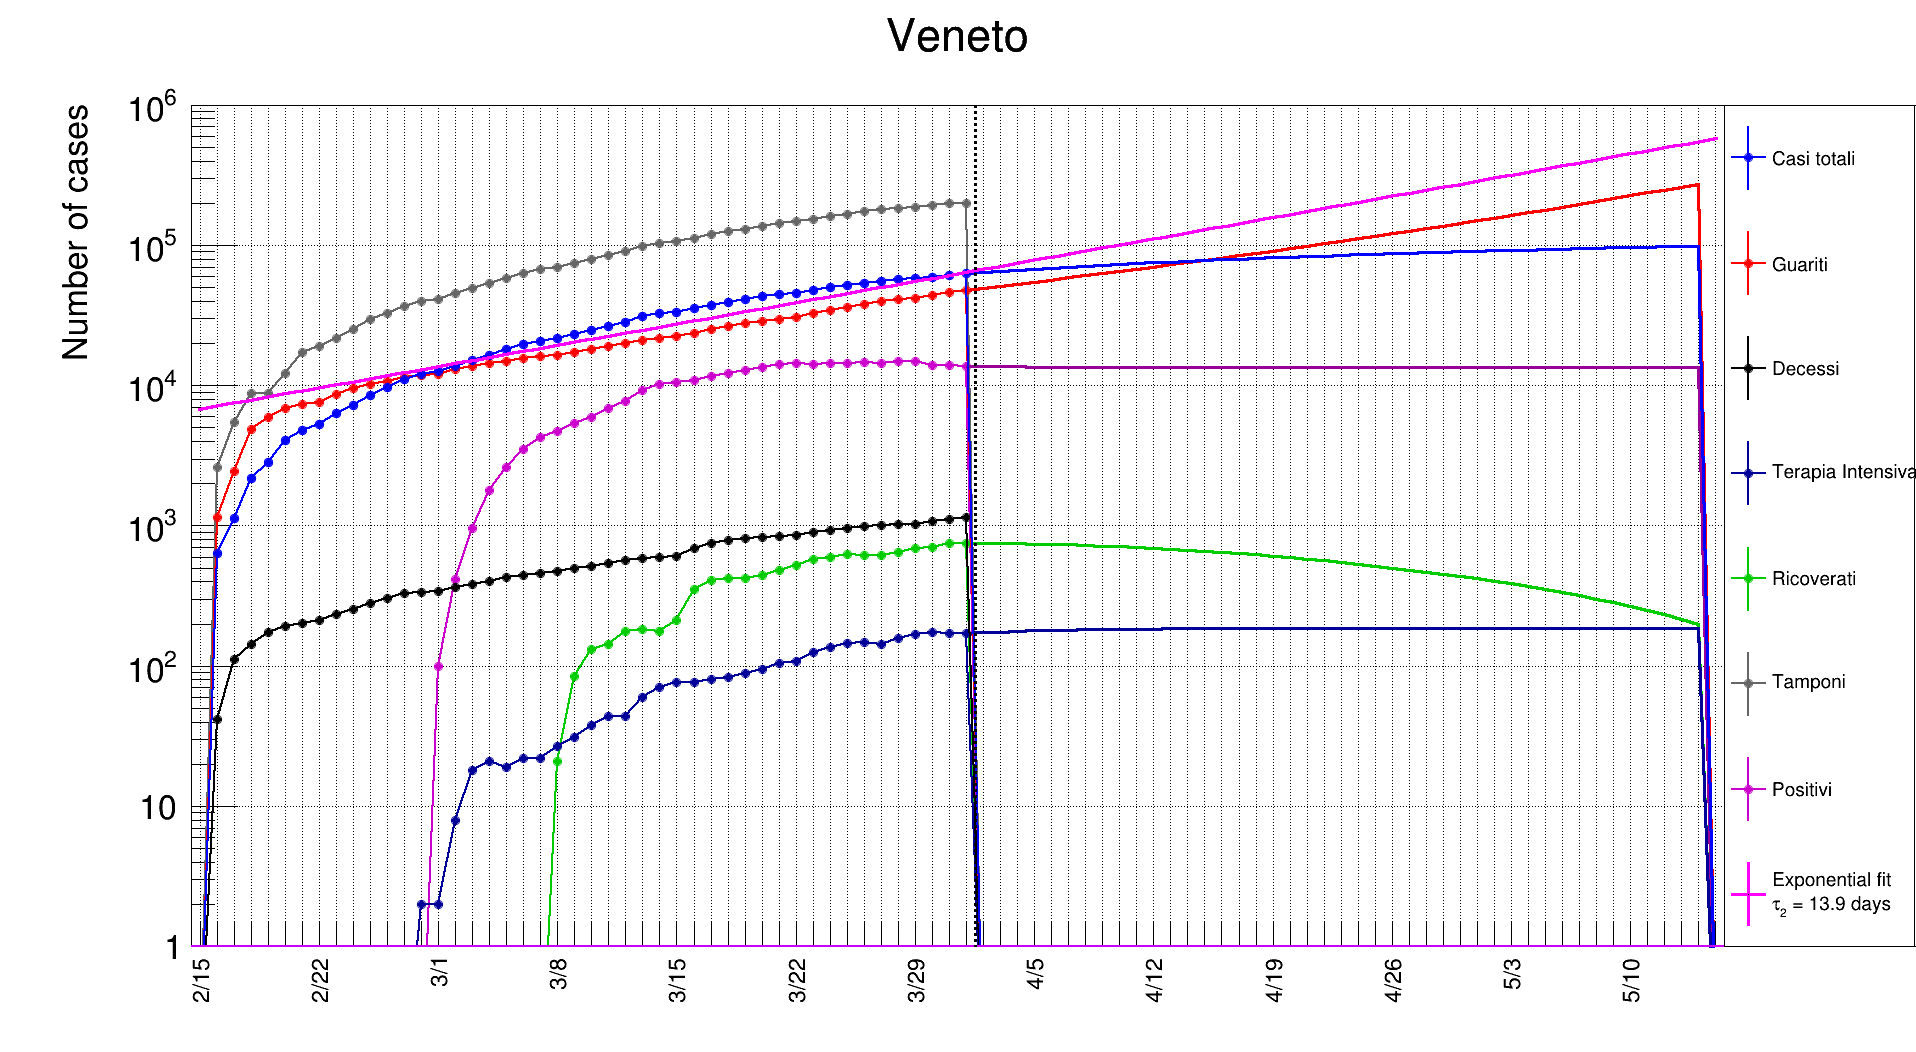 Veneto
Number of cases
10^6
10^5
10^4
10^3
10^2
10
1
2/15
2/22
3/1
3/8
3/15
3/22
3/29
4/5
4/12
4/19
4/26
5/3
5/10
Casi totali
Guariti
Decessi
Terapia Intensiva
Ricoverati
Tamponi
Positivi
Exponential fit
τ₂ = 13.9 days